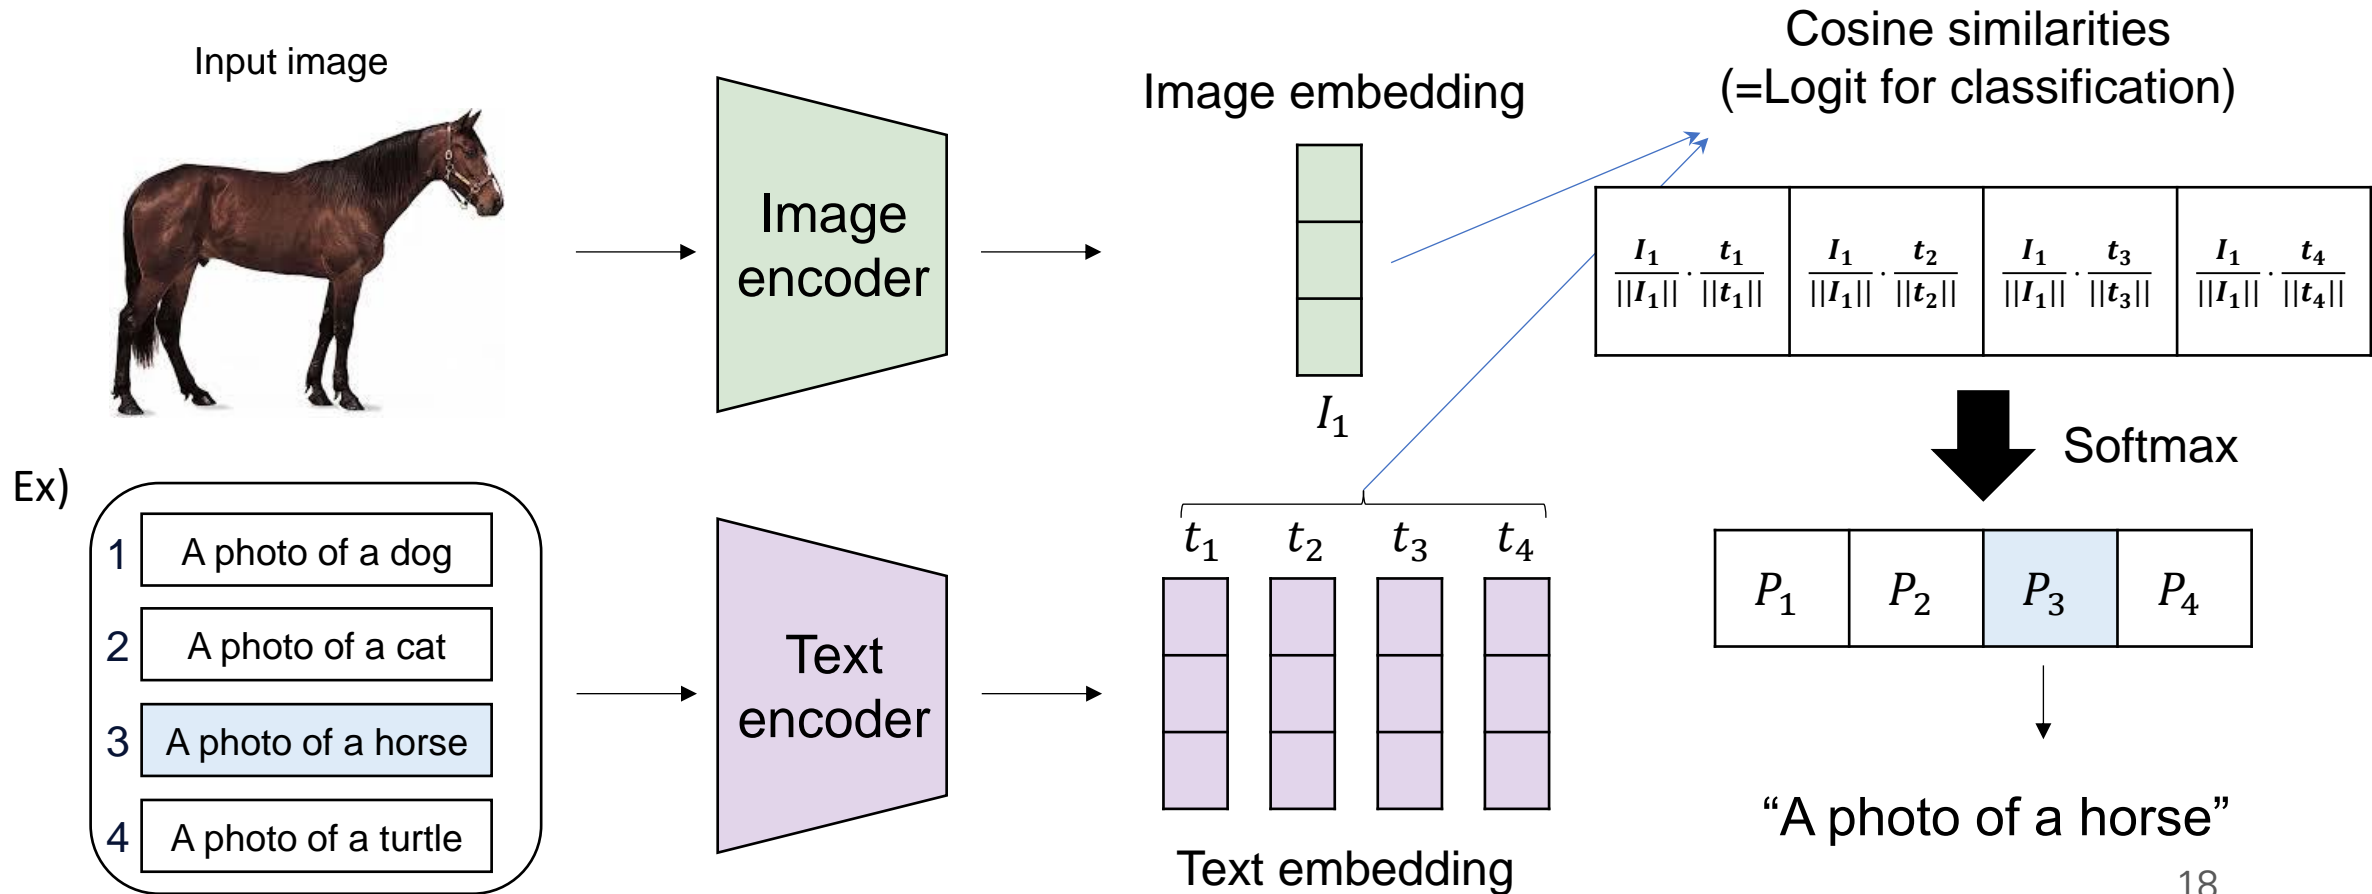 Input image
Image
encoder
Image embedding
I₁
Cosine similarities
(=Logit for classification)
I₁/||I₁|| · t₁/||t₁||
I₁/||I₁|| · t₂/||t₂||
I₁/||I₁|| · t₃/||t₃||
I₁/||I₁|| · t₄/||t₄||
Softmax
Ex)
1 A photo of a dog
2 A photo of a cat
3 A photo of a horse
4 A photo of a turtle
Text
encoder
t₁ t₂ t₃ t₄
Text embedding
P₁ P₂ P₃ P₄
“A photo of a horse”
18